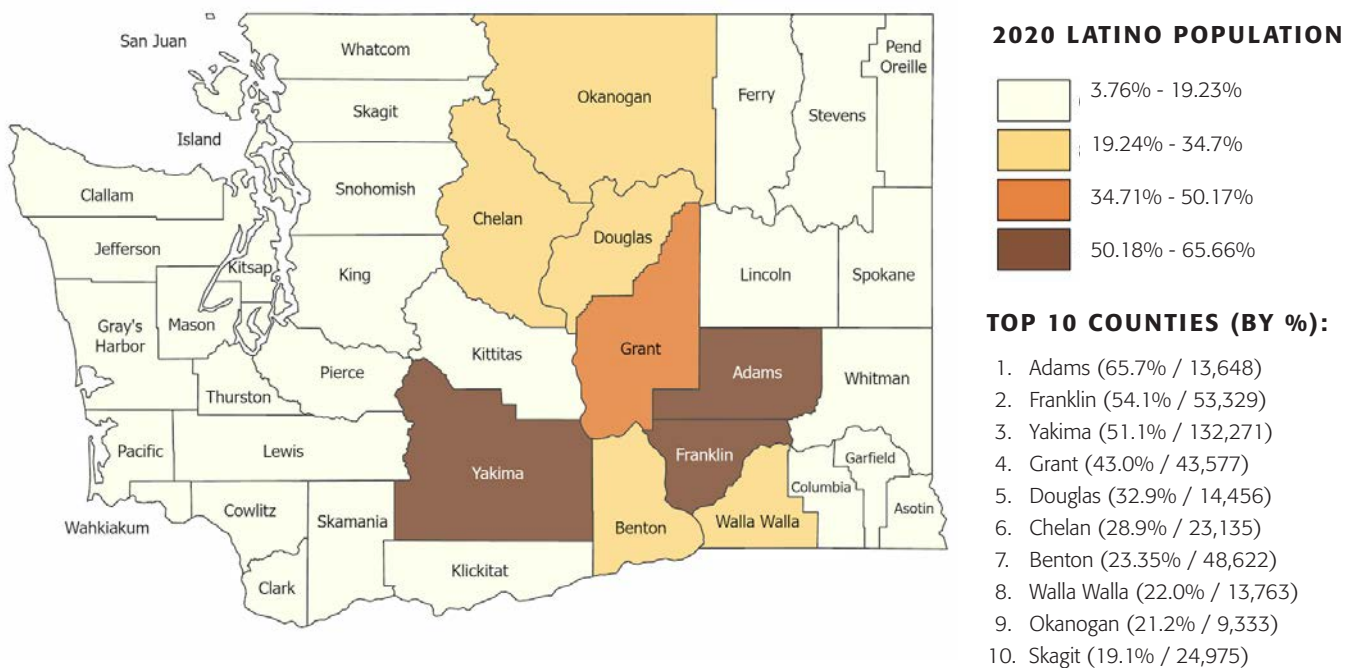 San Juan
Whatcom
Skagit
Island
Snohomish
Clallam
Jefferson
Kitsap
King
Gray's
Harbor
Mason
Thurston
Pierce
Pacific
Lewis
Wahkiakum
Cowlitz
Skamania
Clark
Klickitat
Yakima
Kittitas
Chelan
Okanogan
Douglas
Grant
Ferry
Stevens
Pend
Oreille
Lincoln
Spokane
Adams
Whitman
Franklin
Benton
Walla Walla
Columbia
Garfield
Asotin
2020 LATINO POPULATION
3.76% - 19.23%
19.24% - 34.7%
34.71% - 50.17%
50.18% - 65.66%
TOP 10 COUNTIES (BY %):
1. Adams (65.7% / 13,648)
2. Franklin (54.1% / 53,329)
3. Yakima (51.1% / 132,271)
4. Grant (43.0% / 43,577)
5. Douglas (32.9% / 14,456)
6. Chelan (28.9% / 23,135)
7. Benton (23.35% / 48,622)
8. Walla Walla (22.0% / 13,763)
9. Okanogan (21.2% / 9,333)
10. Skagit (19.1% / 24,975)